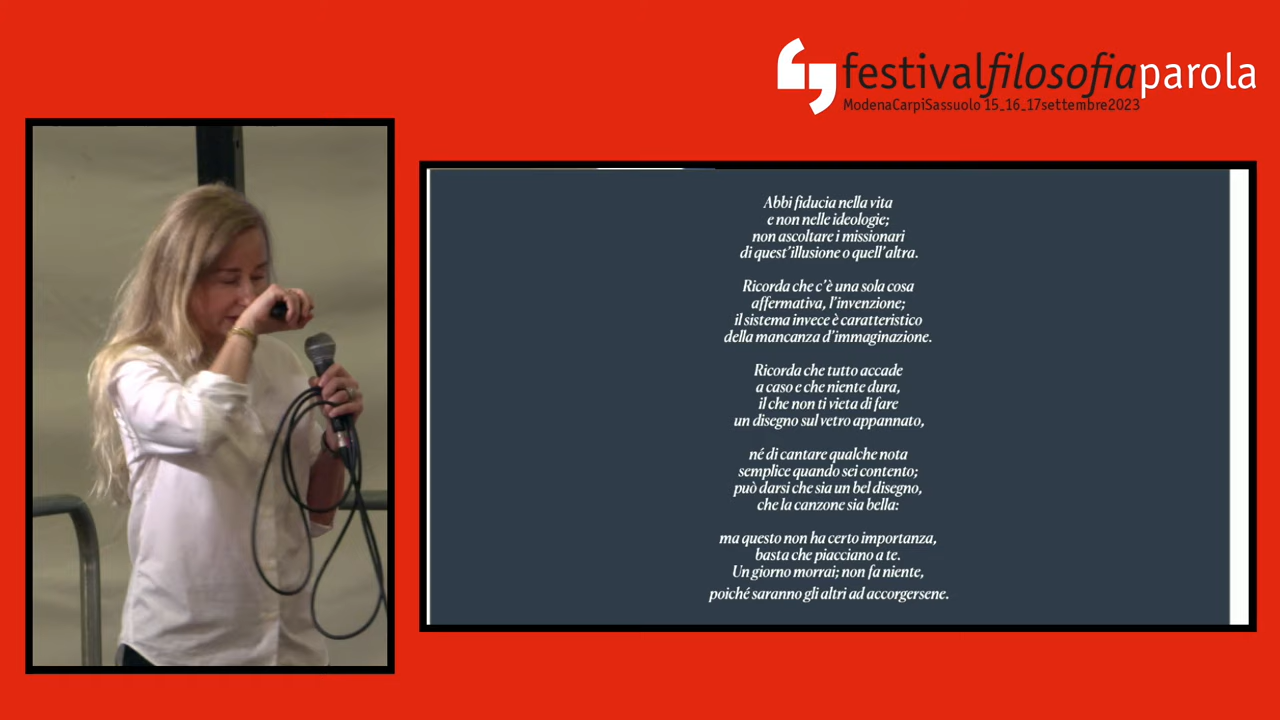 festivalfilosofiaparola
ModenaCarpiSassuolo 15_16_17settembre2023
Abbi fiducia nella vita
e non nelle ideologie;
non ascoltare i missionari
di quest'illusione o quell'altra.
Ricorda che c'è una sola cosa
affermativa, l'invenzione;
il sistema invece è caratteristico
della mancanza d'immaginazione.
Ricorda che tutto accade
a caso e che niente dura,
il che non ti vieta di fare
un disegno sul vetro appannato,
né di cantare qualche nota
semplice quando sei contento;
può darsi che sia un bel disegno,
che la canzone sia bella:
ma questo non ha certo importanza,
basta che piacciano a te.
Un giorno morrai; non fa niente,
poiché saranno gli altri ad accorgersene.